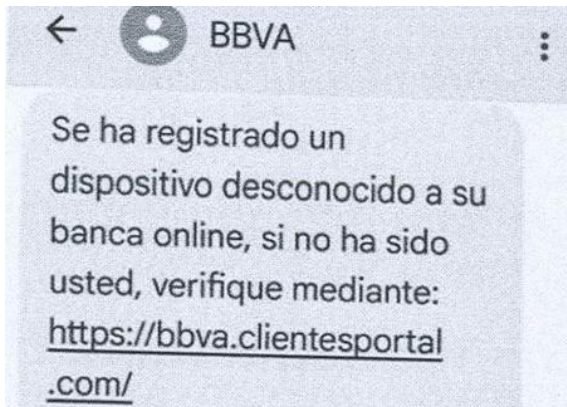 BBVA
Se ha registrado un
dispositivo desconocido a su
banca online, si no ha sido
usted, verifique mediante:
https://bbva.clientesportal
.com/